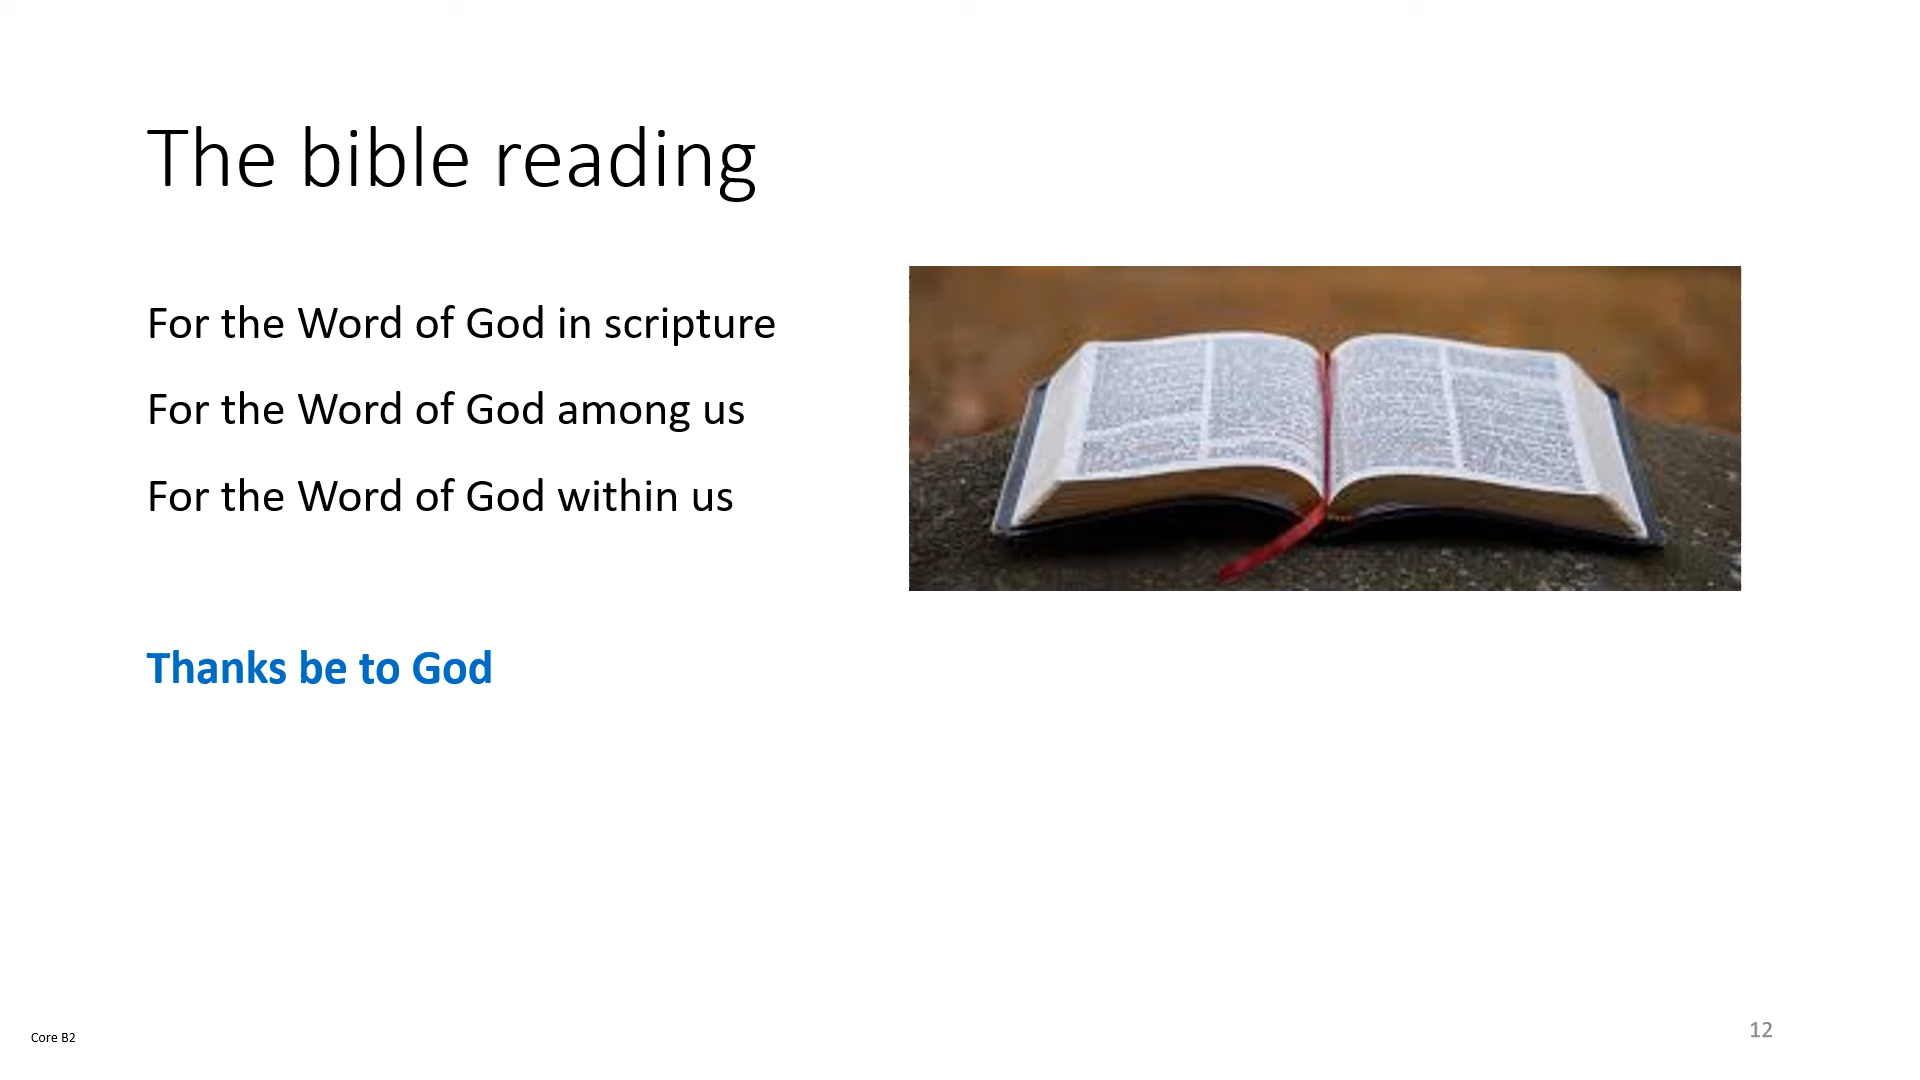 The bible reading
For the Word of God in scripture
For the Word of God among us
For the Word of God within us
Thanks be to God
Core B2
12